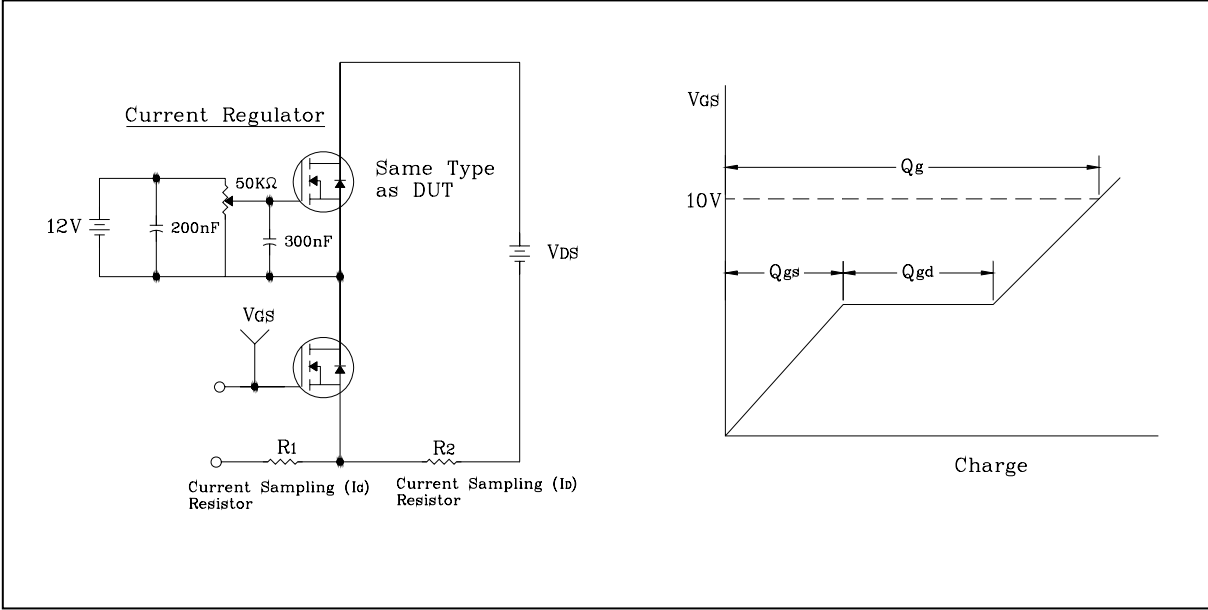 Current Regulator
Same Type
as DUT
50KΩ
12V
200nF
300nF
VDS
VGS
R1
R2
Current Sampling (IG)
Resistor
Current Sampling (ID)
Resistor
VGS
Qg
10V
Qgs
Qgd
Charge